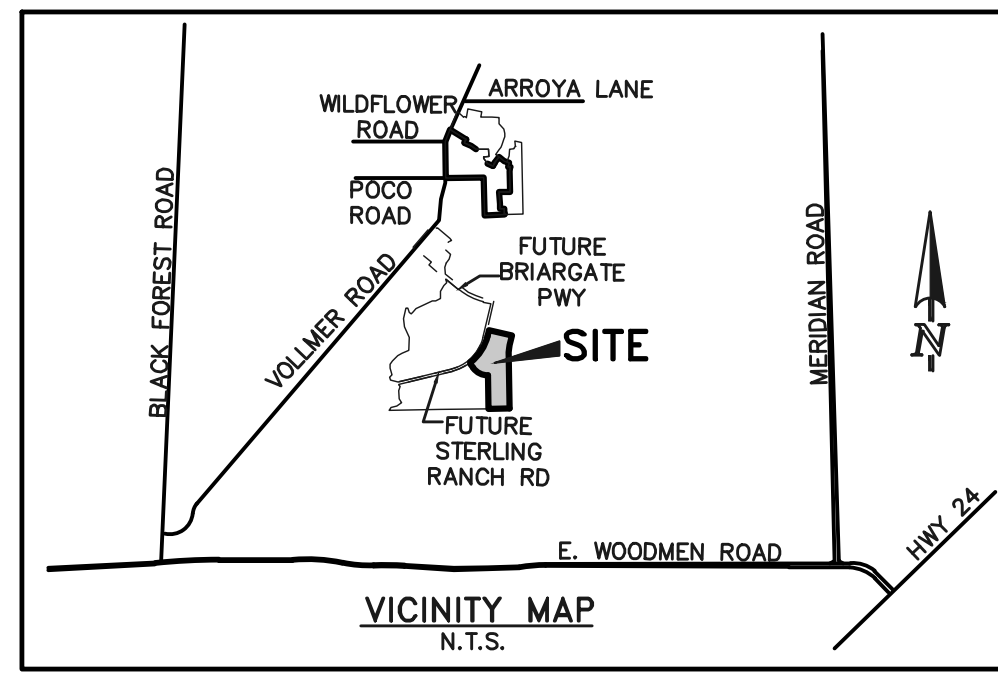 ARROYA LANE
WILDFLOWER
ROAD
POCO
ROAD
BLACK FOREST ROAD
VOLLMER ROAD
FUTURE
BRIARGATE
PWY
MERIDIAN ROAD
N
SITE
FUTURE
STERLING
RANCH RD
HWY 24
E. WOODMEN ROAD
VICINITY MAP
N.T.S.